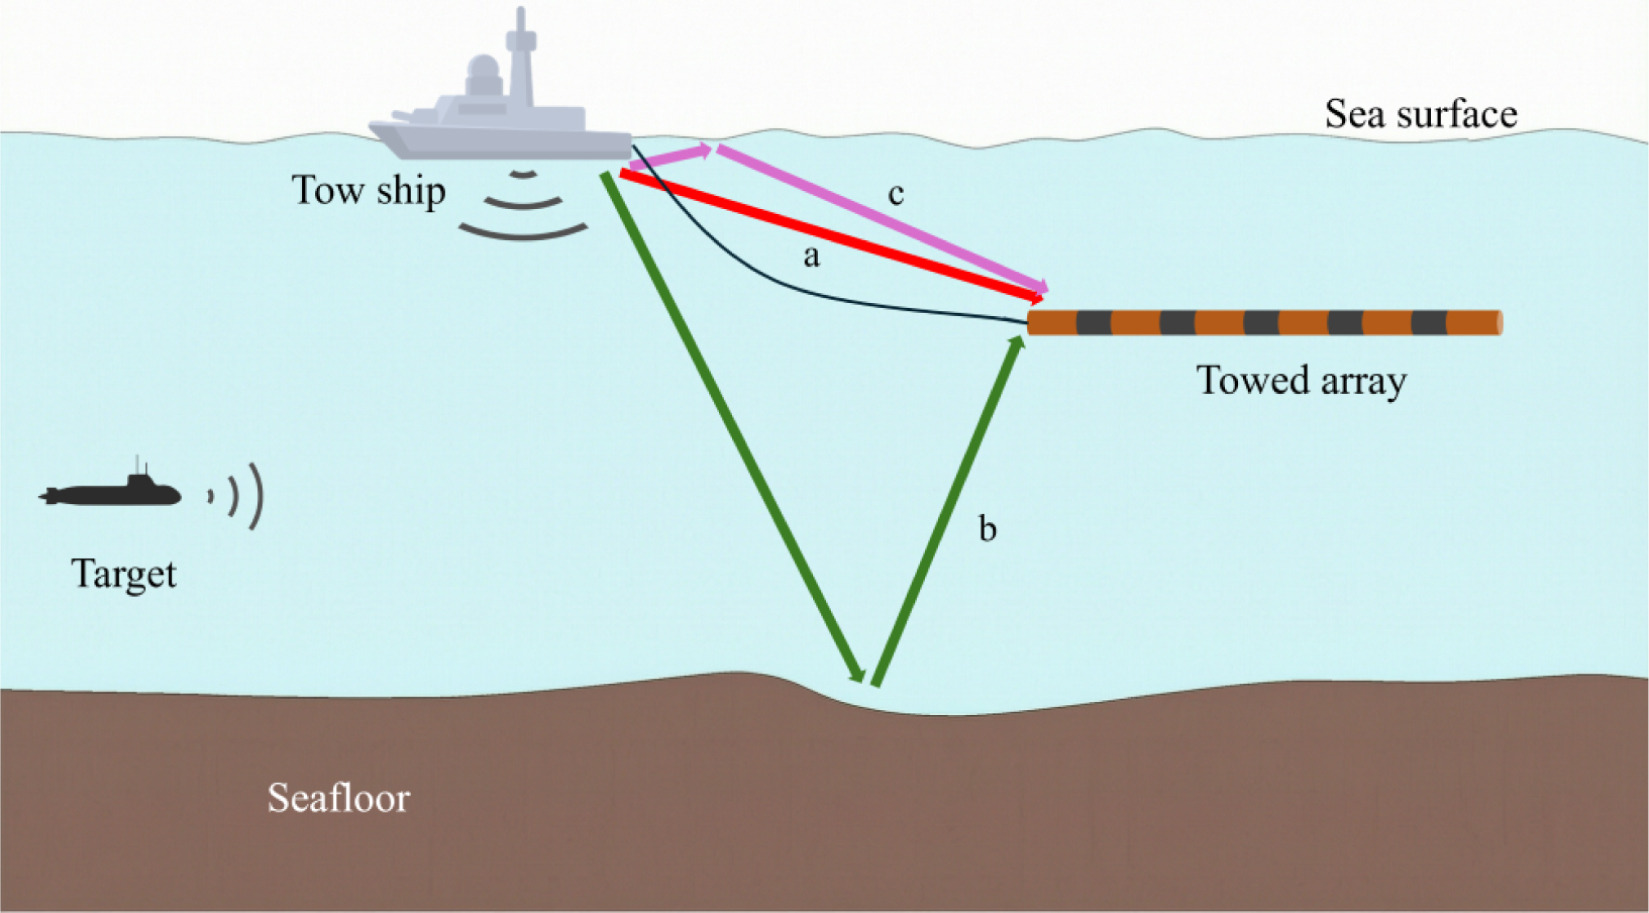 Sea surface
Tow ship
c
a
Towed array
b
Target
Seafloor